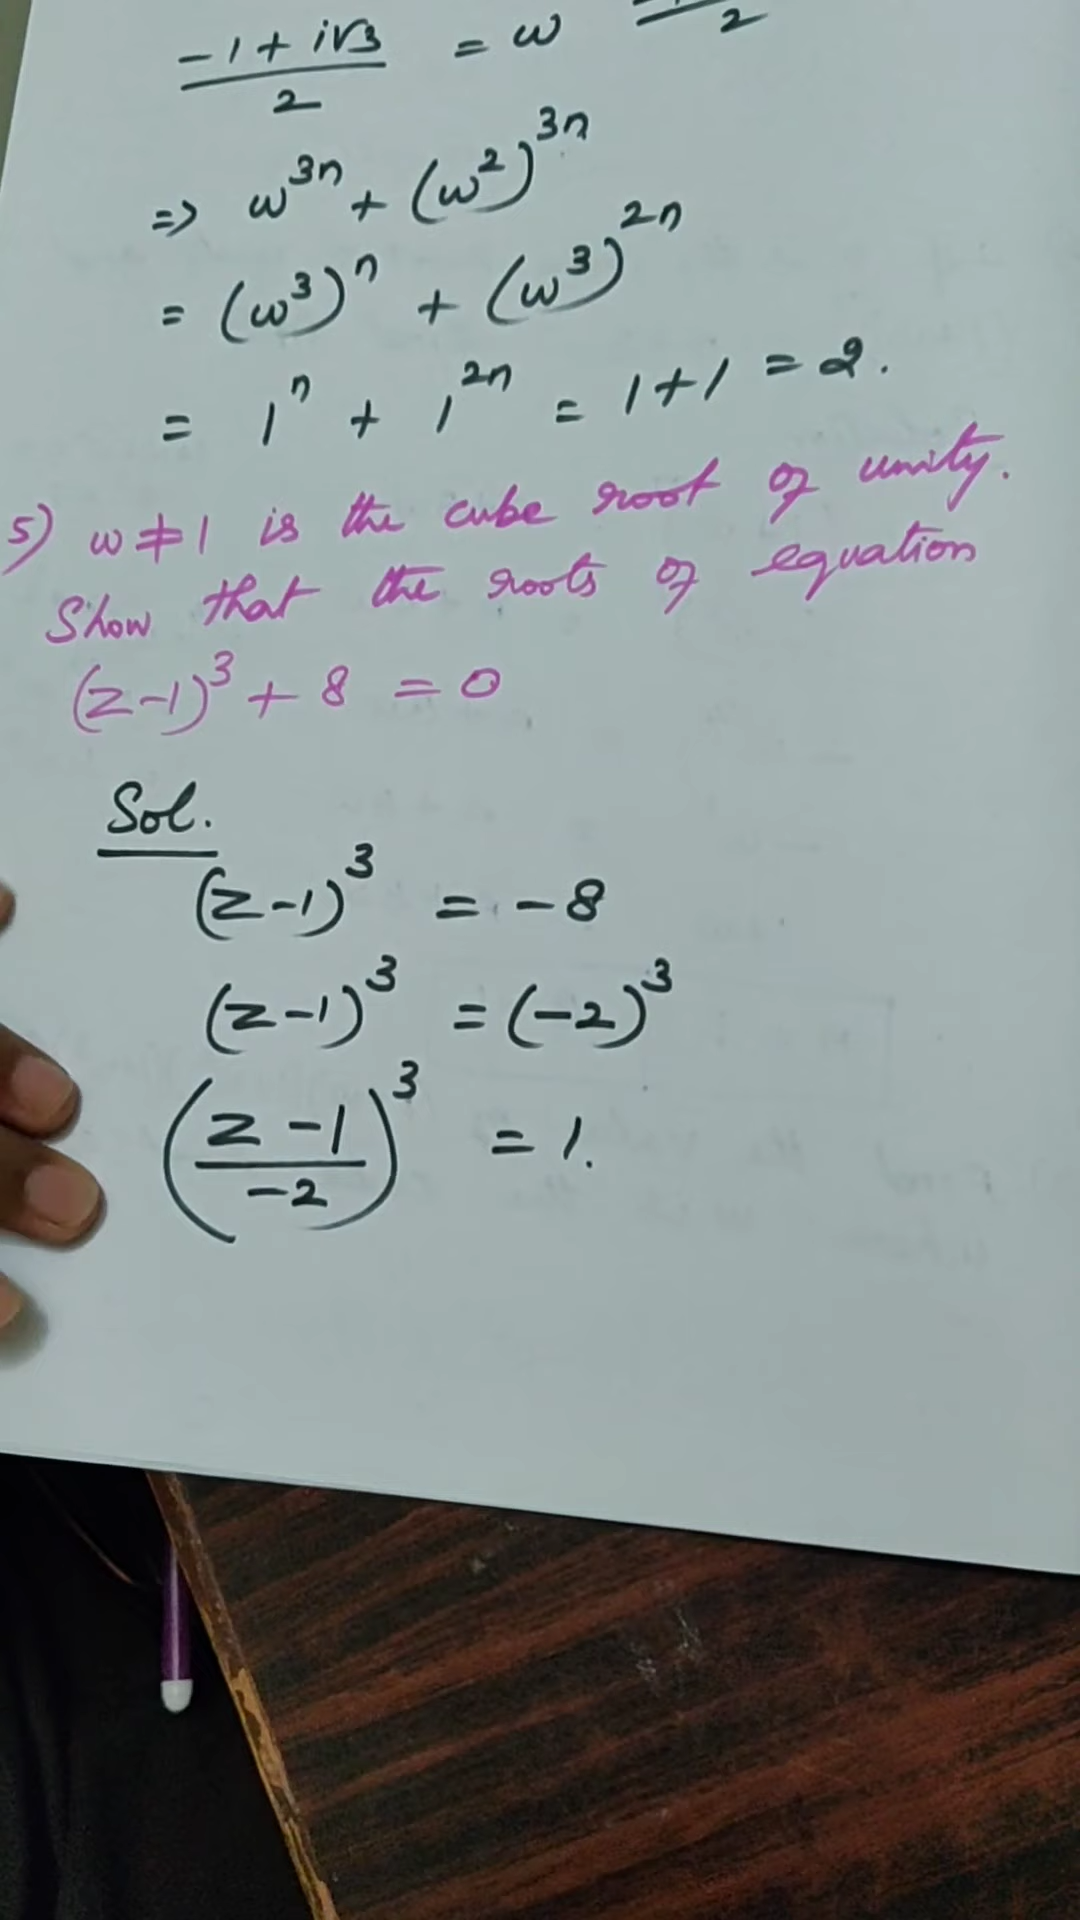 -1+i√3/2 = ω
2
=> ω^3n + (ω^2)^3n
= (ω^3)^n + (ω^3)^2n
= 1^n + 1^2n = 1+1 = 2.
5) ω≠1 is the cube root of unity.
Show that the roots of equation
(z-1)^3 + 8 = 0
Sol.
(z-1)^3 = -8
(z-1)^3 = (-2)^3
(z-1/-2)^3 = 1.